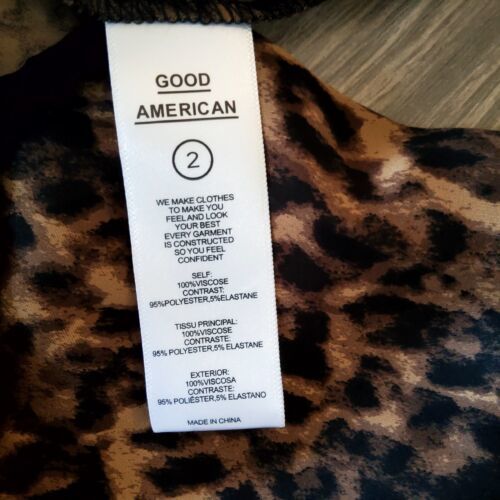 GOOD
AMERICAN
2
WE MAKE CLOTHES
TO MAKE YOU
FEEL AND LOOK
YOUR BEST
EVERY GARMENT
IS CONSTRUCTED
SO YOU FEEL
CONFIDENT
SELF:
100%VISCOSE
CONTRAST:
95%POLYESTER,5%ELASTANE
TISSU PRINCIPAL:
100%VISCOSE
CONTRASTE:
95% POLYESTER,5% ELASTANE
EXTERIOR:
100%VISCOSA
CONTRASTE:
95% POLIÉSTER,5% ELASTANO
MADE IN CHINA